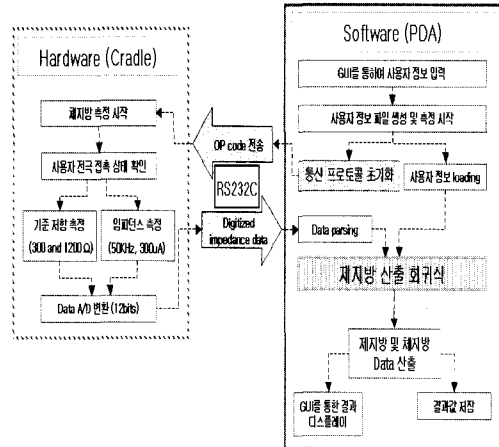 Hardware (Cradle)
체지방 측정 시작
사용자 전극 접촉 상태 확인
기준 저항 측정
(300 and 1200 Ω)
임피던스 측정
(50KHz, 300uA)
Data A/D 변환 (12bits)
OP code 전송
RS232C
Digitized
impedance data
Software (PDA)
GUI를 통하여 사용자 정보 입력
사용자 정보 파일 생성 및 측정 시작
통신 프로토콜 초기화
사용자 정보 loading
Data parsing
제지방 산출 회귀식
제지방 및 체지방
Data 산출
GUI를 통한 결과
디스플레이
결과값 저장